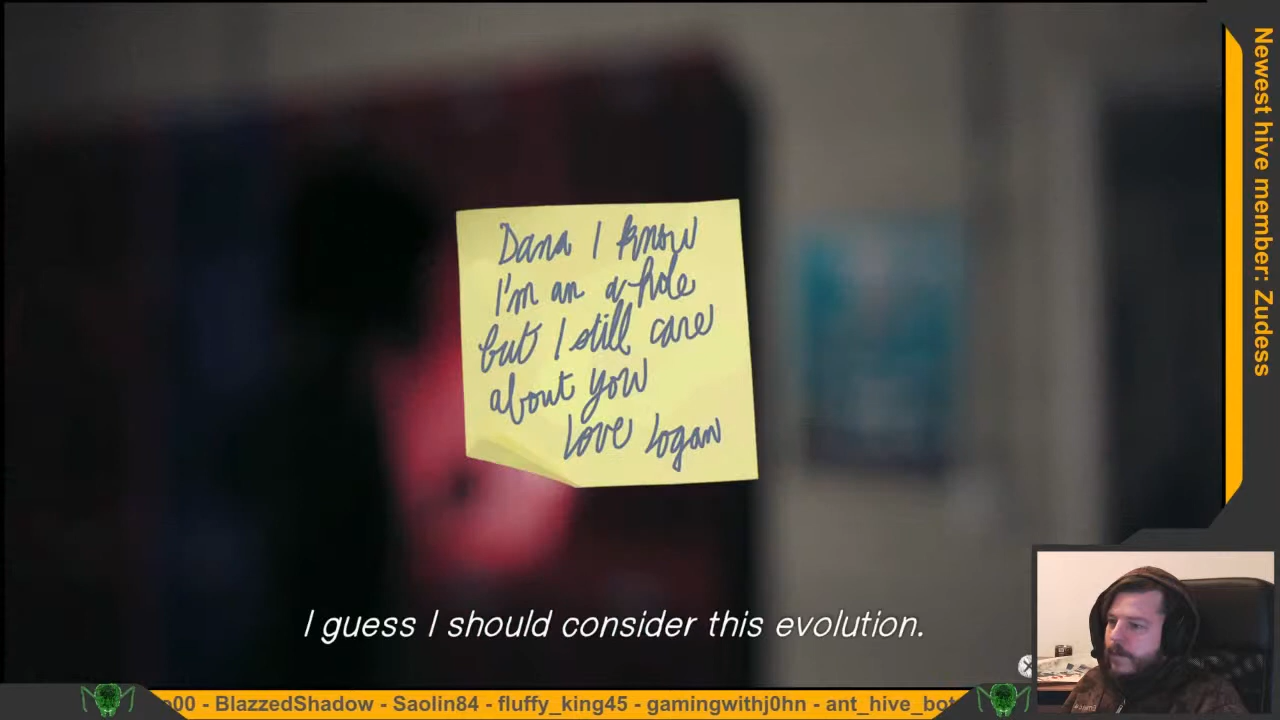 Dana I know
I'm an a-hole
but I still care
about you
Love Logan
I guess I should consider this evolution.
Newest hive member: Zudess
o00 - BlazzedShadow - Saolin84 - fluffy_king45 - gamingwithj0hn - ant_hive_bot